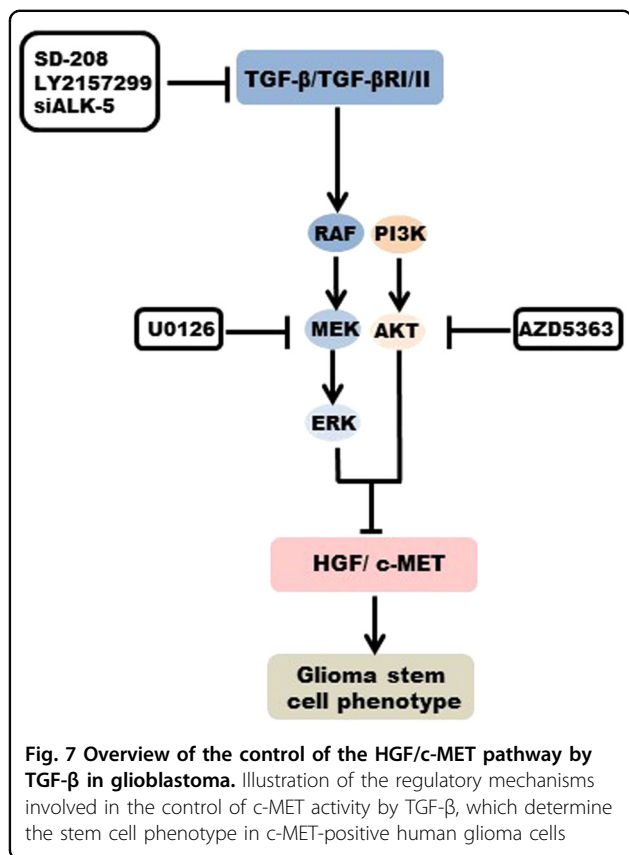 SD-208
LY2157299
siALK-5
TGF-β/TGF-βRI/II
RAF
PI3K
U0126
MEK
AKT
AZD5363
ERK
HGF/ c-MET
Glioma stem
cell phenotype
Fig. 7 Overview of the control of the HGF/c-MET pathway by
TGF-β in glioblastoma. Illustration of the regulatory mechanisms
involved in the control of c-MET activity by TGF-β, which determine
the stem cell phenotype in c-MET-positive human glioma cells